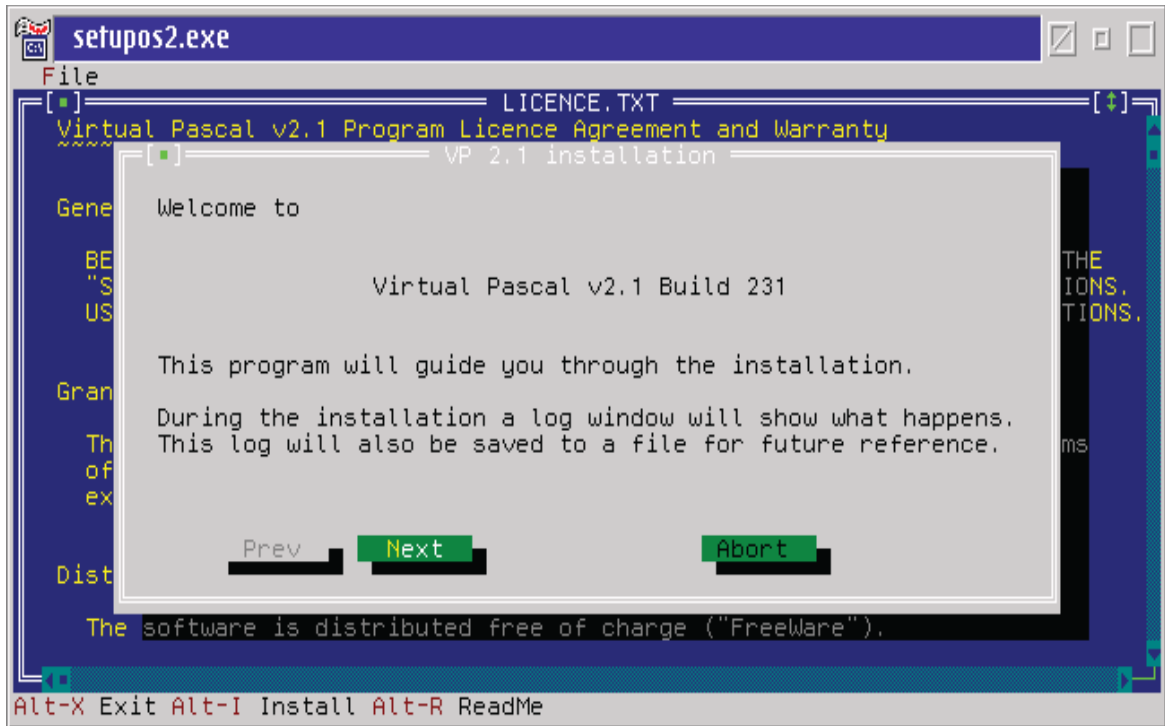 setupos2.exe
File
LICENCE.TXT
Virtual Pascal v2.1 Program Licence Agreement and Warranty
VP 2.1 installation
Gene
Welcome to
BE
THE
"S
Virtual Pascal v2.1 Build 231
IONS.
US
TIONS.
This program will guide you through the installation.
Gran
During the installation a log window will show what happens.
Th
This log will also be saved to a file for future reference.
ms
of
ex
Prev
Next
Abort
Dist
The software is distributed free of charge ("FreeWare").
Alt-X Exit Alt-I Install Alt-R ReadMe